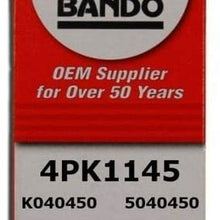 BANDO
OEM Supplier
for Over 50 Years
4PK1145
K040450 5040450